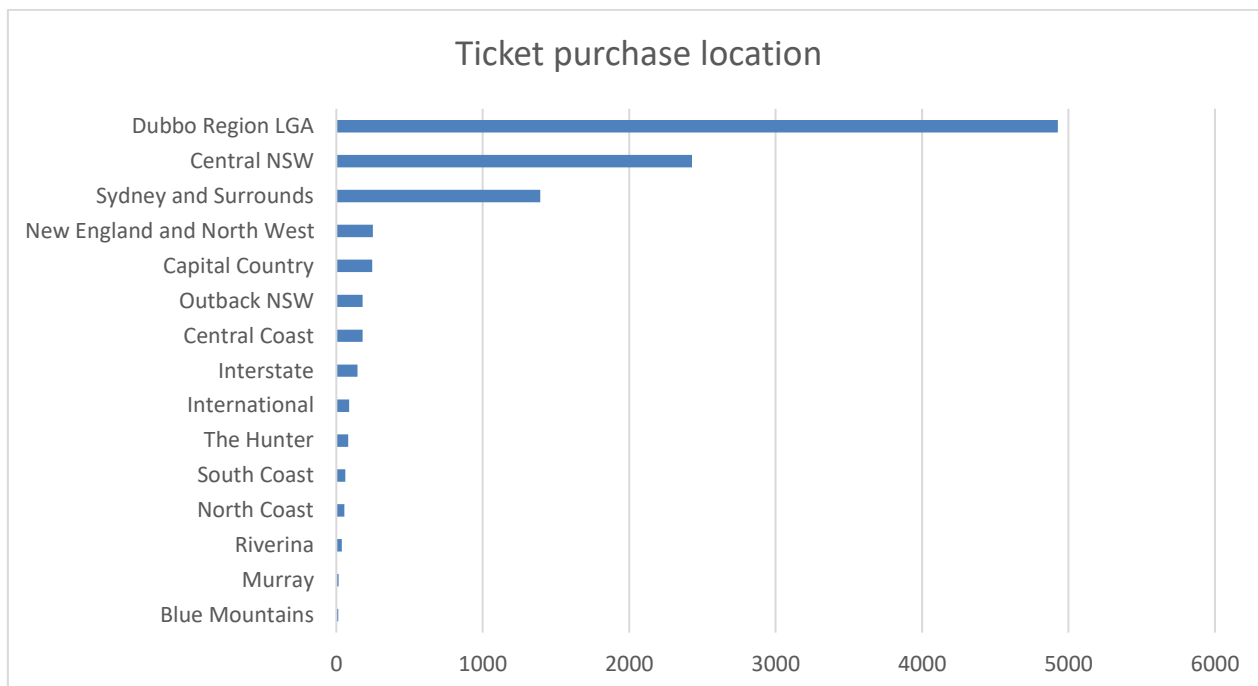 Ticket purchase location
Dubbo Region LGA
Central NSW
Sydney and Surrounds
New England and North West
Capital Country
Outback NSW
Central Coast
Interstate
International
The Hunter
South Coast
North Coast
Riverina
Murray
Blue Mountains
0 1000 2000 3000 4000 5000 6000